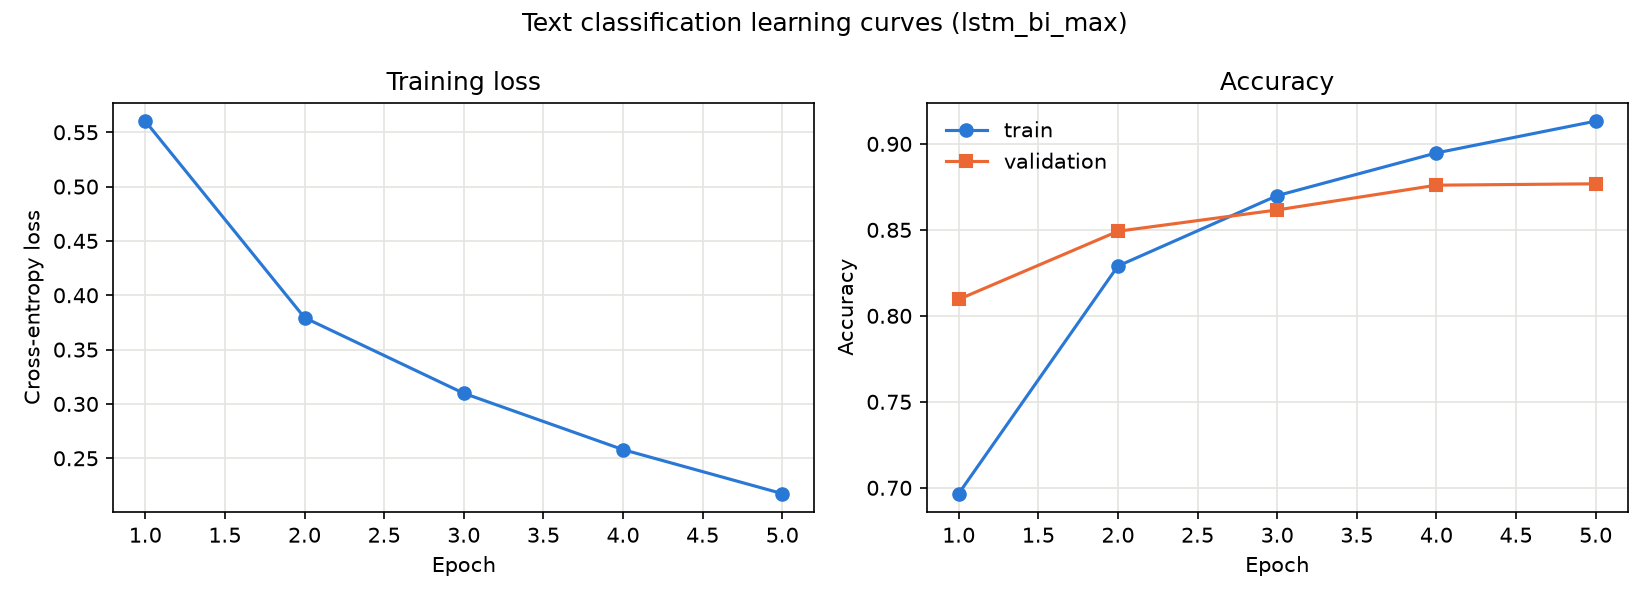 Text classification learning curves (lstm_bi_max)
Training loss
Cross-entropy loss
0.55
0.50
0.45
0.40
0.35
0.30
0.25
1.0 1.5 2.0 2.5 3.0 3.5 4.0 4.5 5.0
Epoch
Accuracy
train
validation
Accuracy
0.90
0.85
0.80
0.75
0.70
1.0 1.5 2.0 2.5 3.0 3.5 4.0 4.5 5.0
Epoch